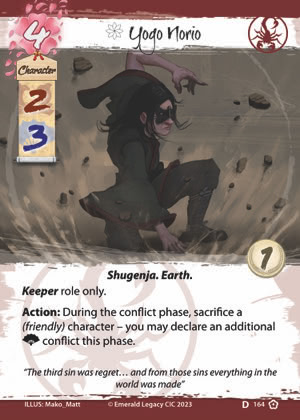 4 Yogo Norio
Character
2
3
1
Shugenja. Earth.
Keeper role only.
Action: During the conflict phase, sacrifice a
(friendly) character – you may declare an additional
conflict this phase.
"The third sin was regret… and from those sins everything in the
world was made"
ILLUS: Mako_Matt © Emerald Legacy CIC 2023 D 164